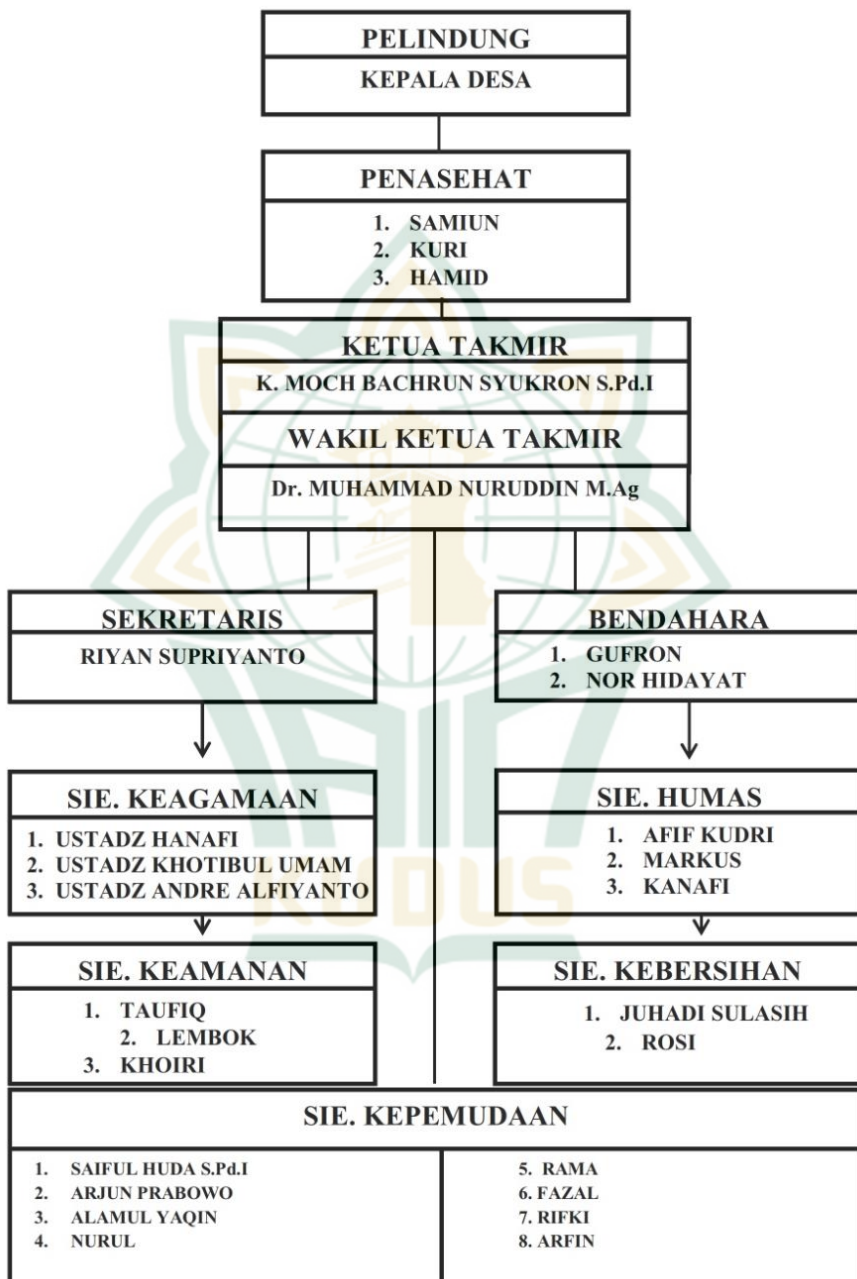 PELINDUNG
KEPALA DESA
PENASEHAT
1. SAMIUN
2. KURI
3. HAMID
KETUA TAKMIR
K. MOCH BACHRUN SYUKRON S.Pd.I
WAKIL KETUA TAKMIR
Dr. MUHAMMAD NURUDDIN M.Ag
SEKRETARIS
RIYAN SUPRIYANTO
BENDAHARA
1. GUFRON
2. NOR HIDAYAT
SIE. KEAGAMAAN
1. USTADZ HANAFI
2. USTADZ KHOTIBUL UMAM
3. USTADZ ANDRE ALFIYANTO
SIE. HUMAS
1. AFIF KUDRI
2. MARKUS
3. KANAFI
KUDUS
SIE. KEAMANAN
1. TAUFIQ
2. LEMBOK
3. KHOIRI
SIE. KEBERSIHAN
1. JUHADI SULASIH
2. ROSI
SIE. KEPEMUDAAN
1. SAIFUL HUDA S.Pd.I
2. ARJUN PRABOWO
3. ALAMUL YAQIN
4. NURUL
5. RAMA
6. FAZAL
7. RIFKI
8. ARFIN